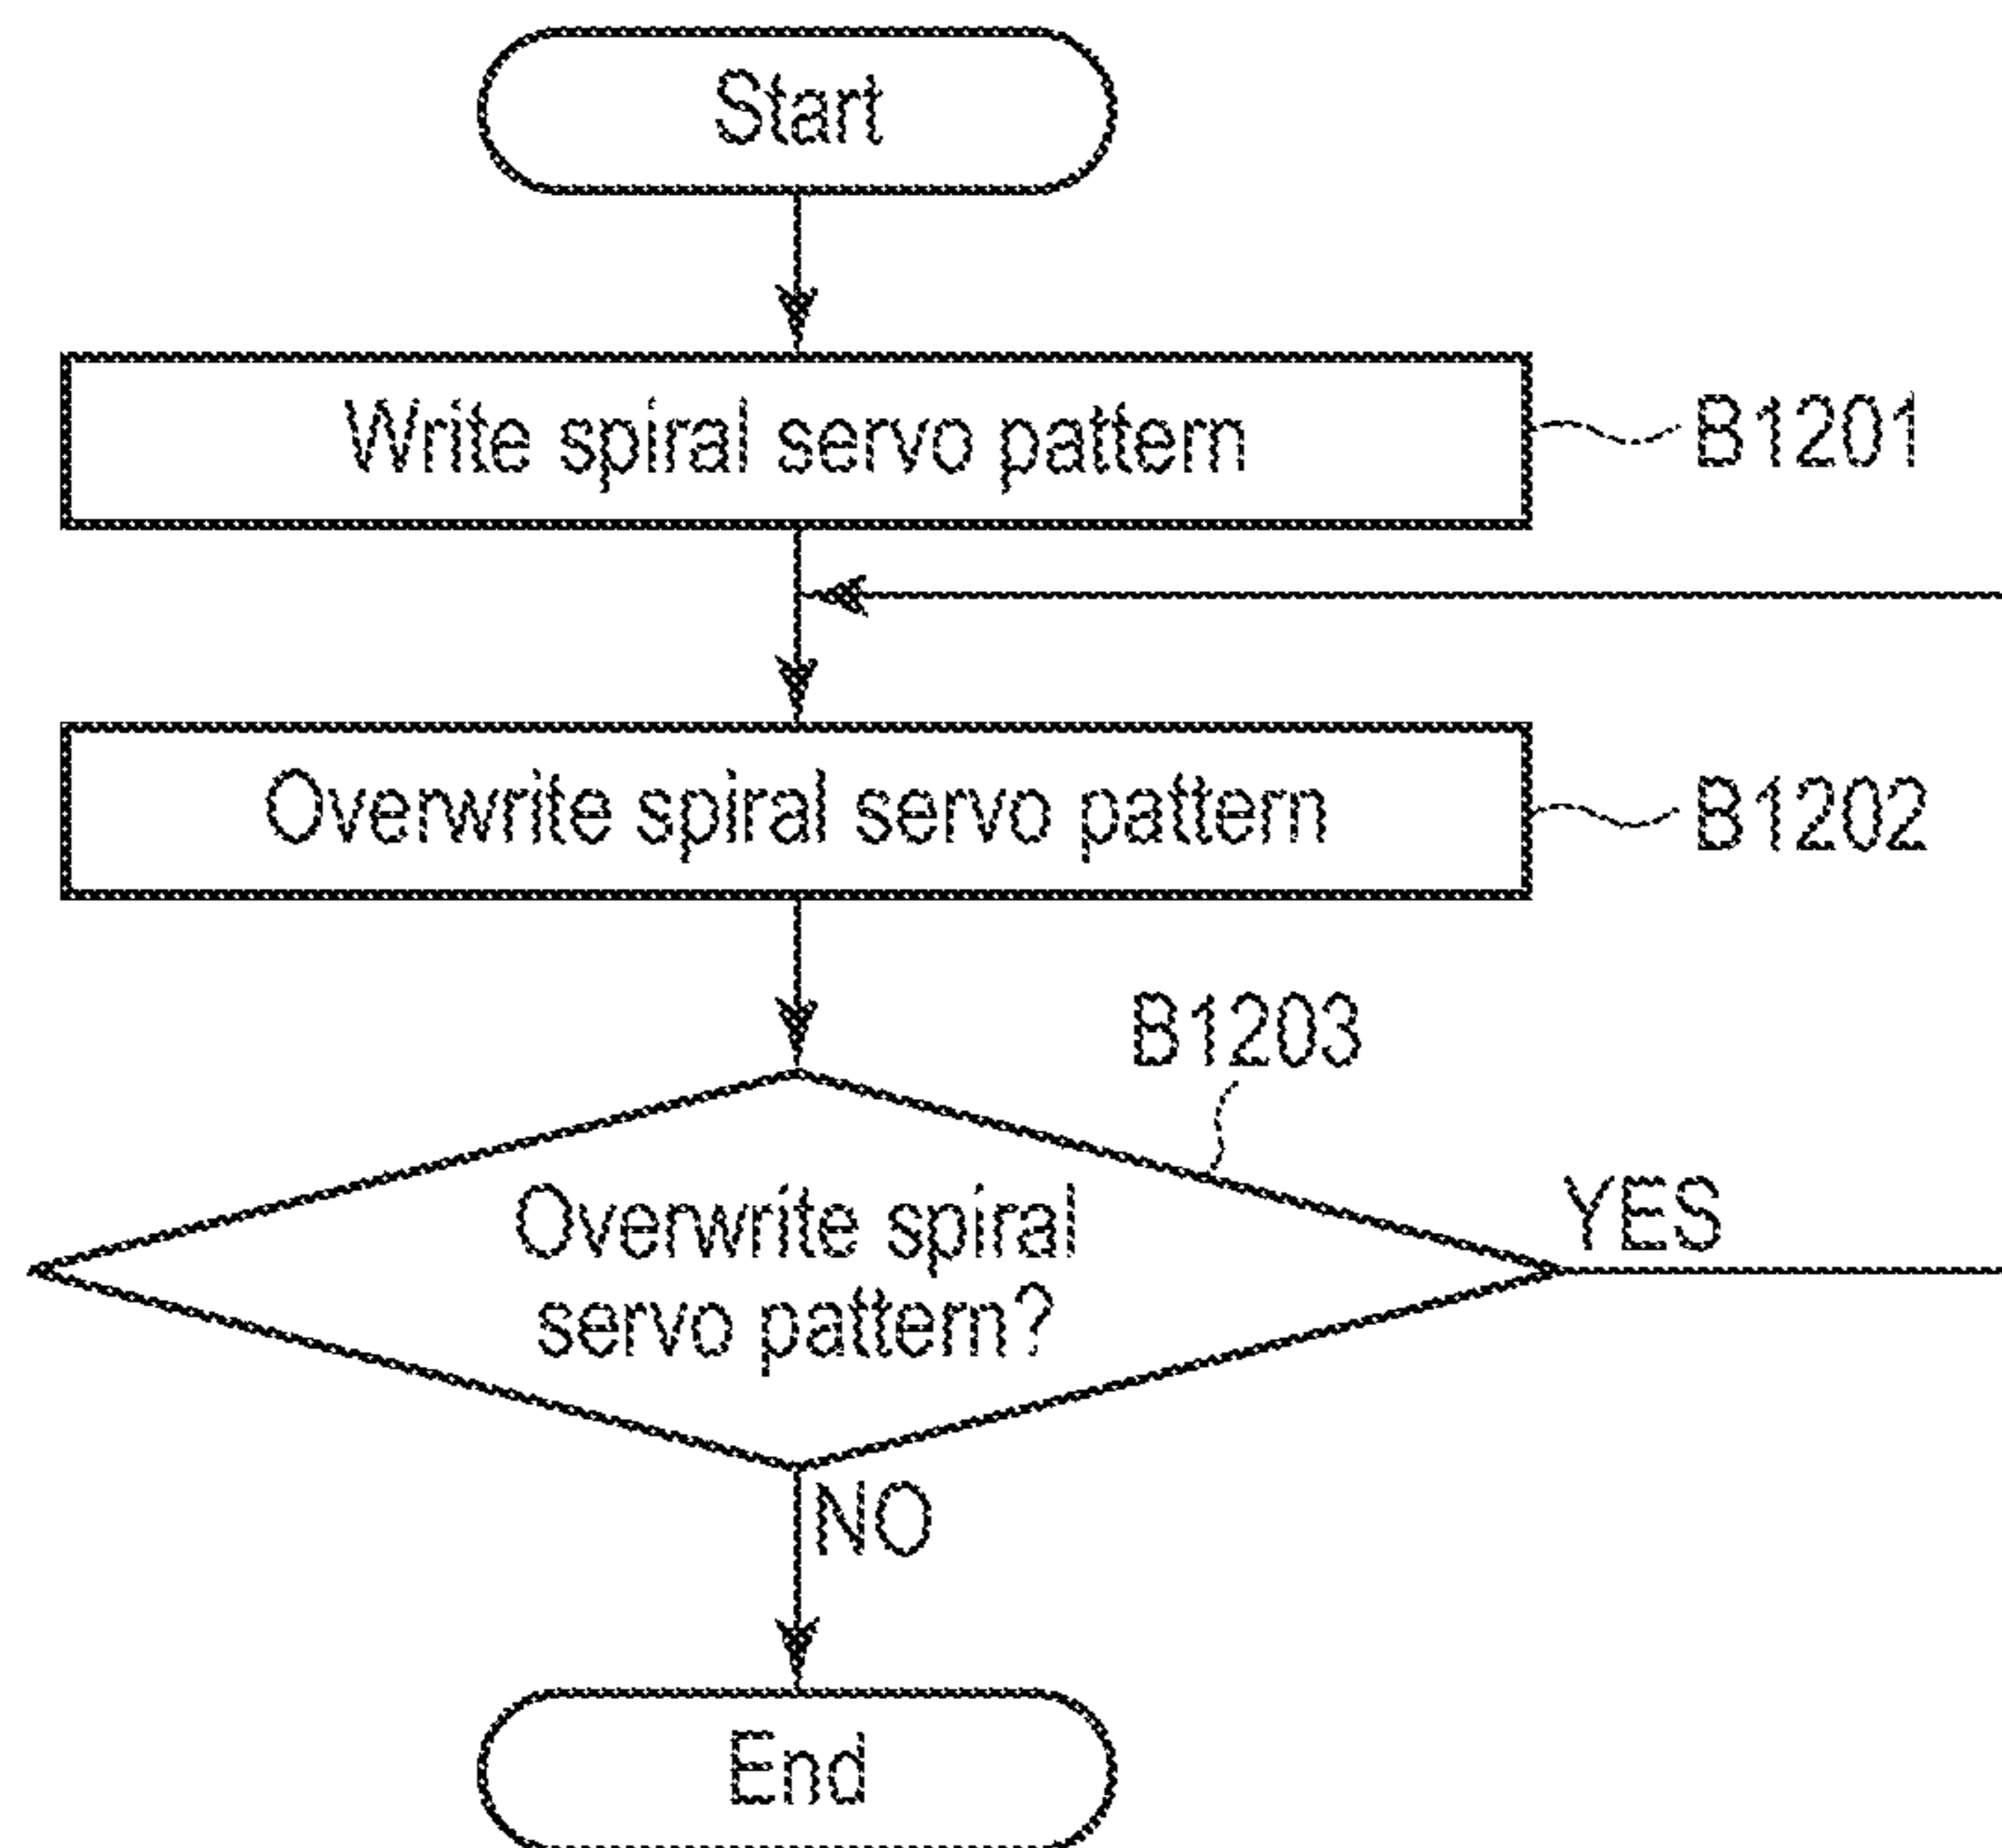 Start
Write spiral servo pattern
B1201
Overwrite spiral servo pattern
B1202
B1203
Overwrite spiral
servo pattern?
YES
NO
End